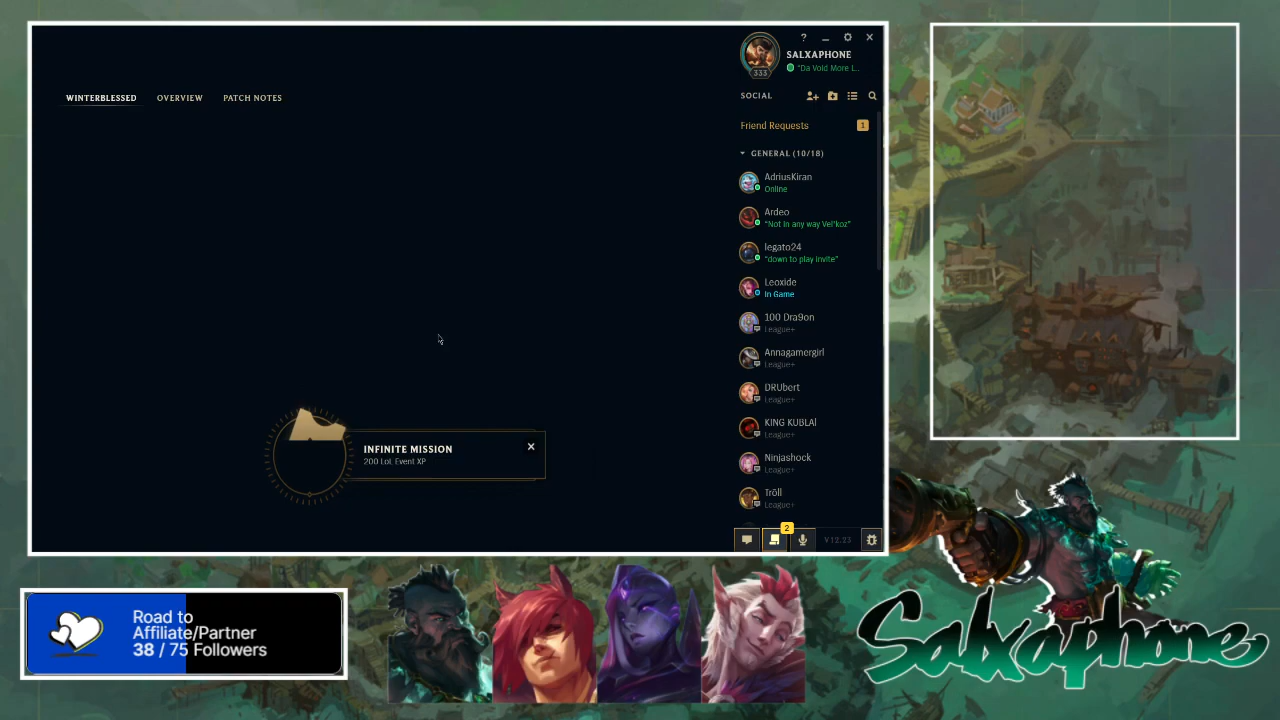 WINTERBLESSED
OVERVIEW
PATCH NOTES
?
333
SALXAPHONE
"Da Void More L...
SOCIAL
Friend Requests
1
GENERAL (10/18)
AdriusKiran
Online
Ardeo
"Not in any way Vel'koz"
legato24
"down to play invite"
Leoxide
In Game
100 Dra9on
League+
Annagamergirl
League+
DRUbert
League+
KING KUBLAI
League+
Ninjashock
League+
Tröll
League+
INFINITE MISSION
200 LoL Event XP
2
V12.23
Road to
Affiliate/Partner
38 / 75 Followers
Salxaphone